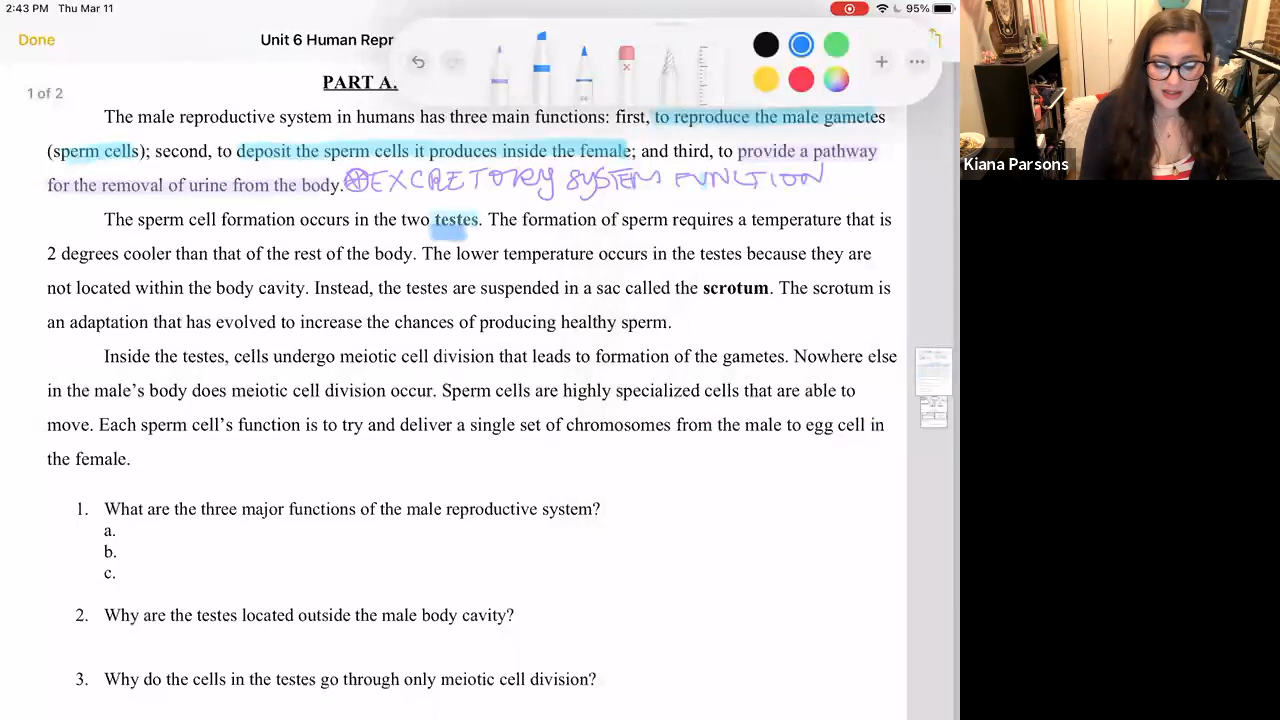 2:43 PM Thu Mar 11
95%
Done
Unit 6 Human Repr
PART A.
1 of 2
The male reproductive system in humans has three main functions: first, to reproduce the male gametes
(sperm cells); second, to deposit the sperm cells it produces inside the female; and third, to provide a pathway
for the removal of urine from the body. EXCRETORY SYSTEM FUNCTION
The sperm cell formation occurs in the two testes. The formation of sperm requires a temperature that is
2 degrees cooler than that of the rest of the body. The lower temperature occurs in the testes because they are
not located within the body cavity. Instead, the testes are suspended in a sac called the scrotum. The scrotum is
an adaptation that has evolved to increase the chances of producing healthy sperm.
Inside the testes, cells undergo meiotic cell division that leads to formation of the gametes. Nowhere else
in the male's body does meiotic cell division occur. Sperm cells are highly specialized cells that are able to
move. Each sperm cell's function is to try and deliver a single set of chromosomes from the male to egg cell in
the female.
1. What are the three major functions of the male reproductive system?
a.
b.
c.
2. Why are the testes located outside the male body cavity?
3. Why do the cells in the testes go through only meiotic cell division?
Kiana Parsons